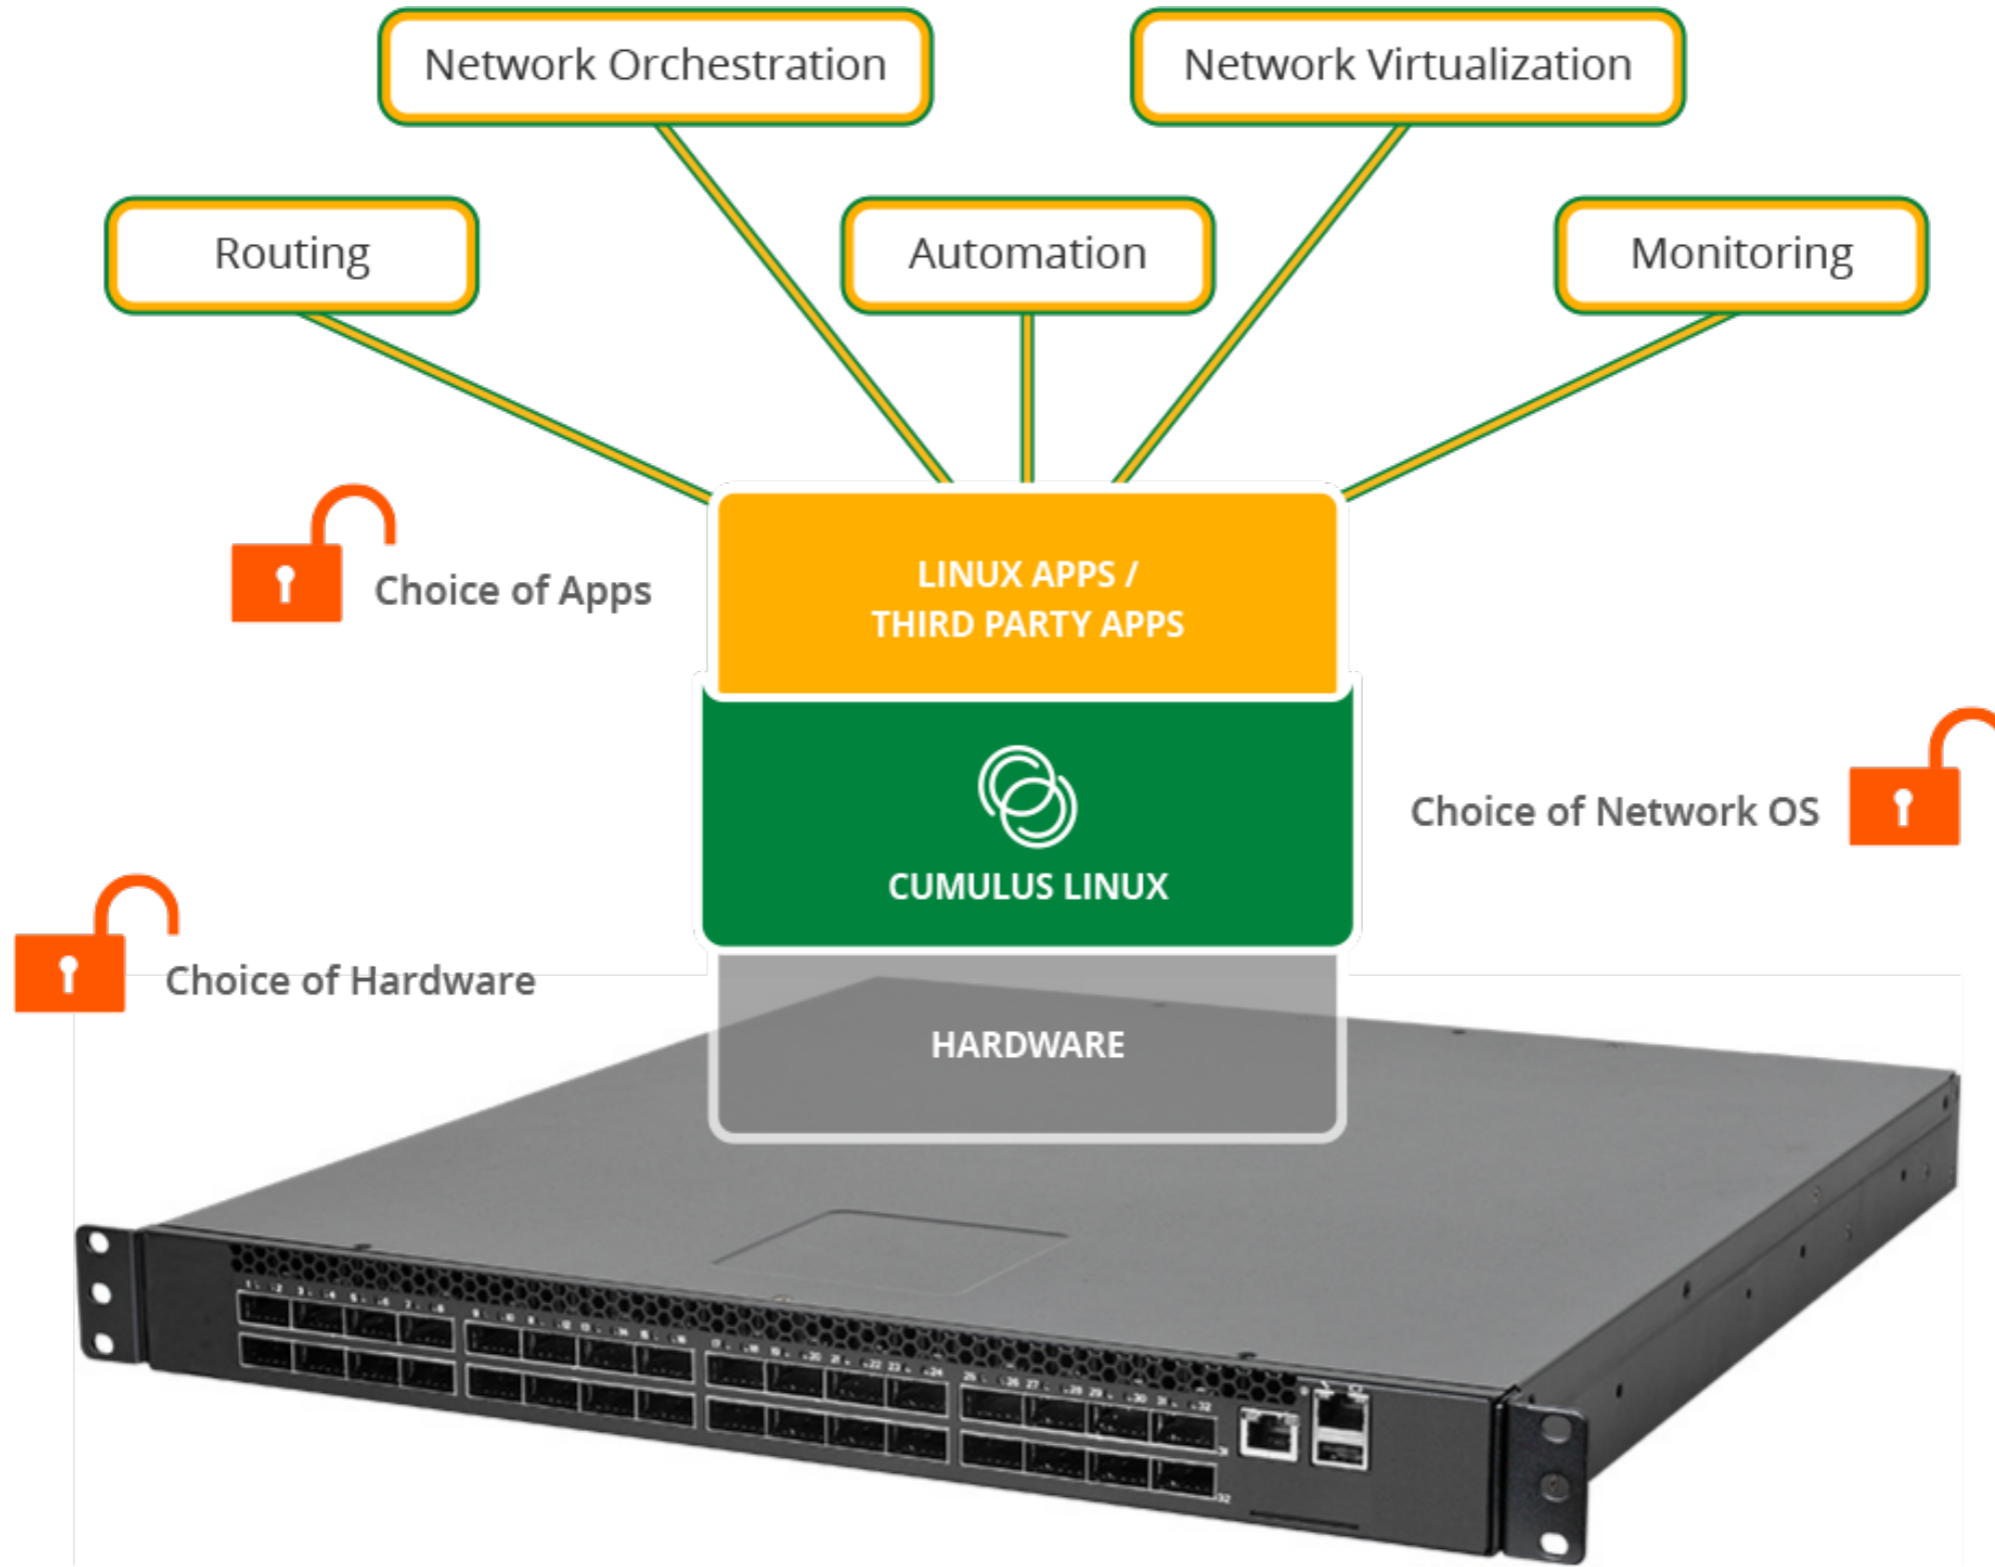 Network Orchestration
Network Virtualization
Routing
Automation
Monitoring
LINUX APPS /
THIRD PARTY APPS
Choice of Apps
CUMULUS LINUX
Choice of Network OS
Choice of Hardware
HARDWARE